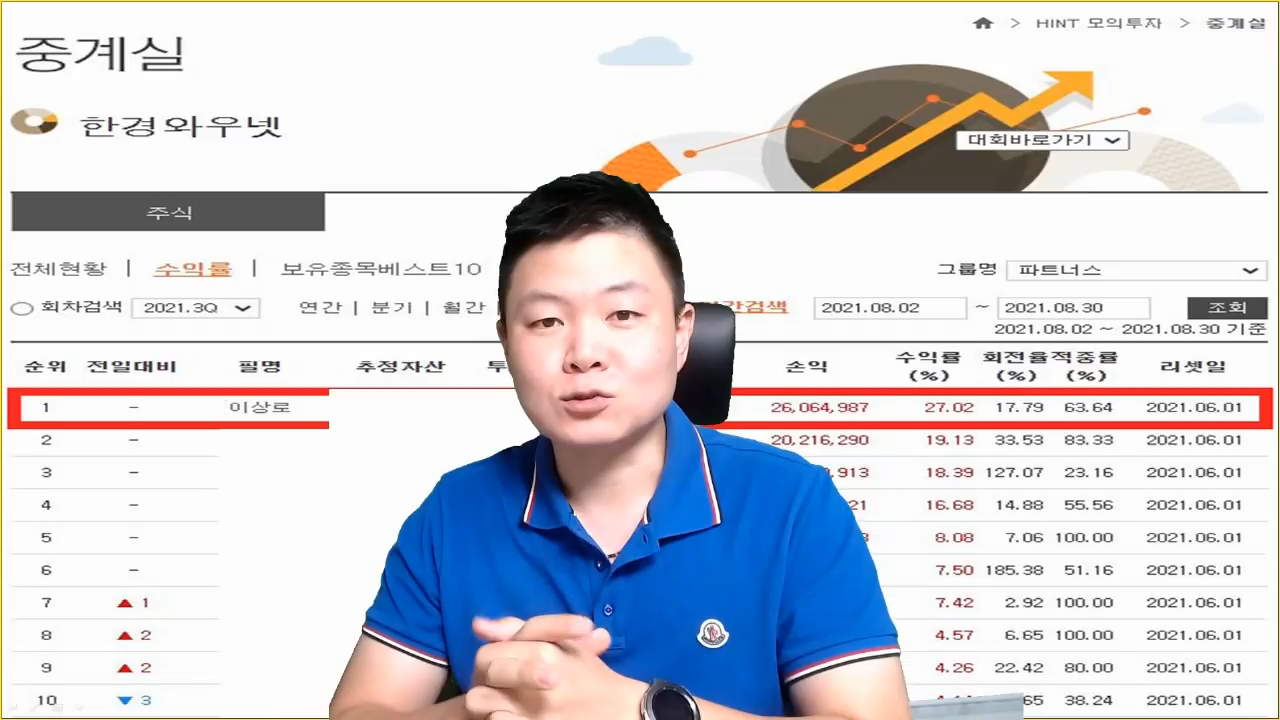 HINT 모의투자 > 중계실
중계실
한경와우넷
대회바로가기
주식
전체현황 | 수익률 | 보유종목베스트10 그룹명 파트너스
회차검색 2021.3Q 연간 | 분기 | 월간 2021.08.02 ~ 2021.08.30 조회
2021.08.02 ~ 2021.08.30 기준
순위 전일대비 필명 추정자산 손익 수익률(%) 회전율(%) 적중률(%) 리셋일
1 - 이상로 26,064,987 27.02 17.79 63.64 2021.06.01
2 - 20,216,290 19.13 33.53 83.33 2021.06.01
3 - 18.39 127.07 23.16 2021.06.01
4 - 16.68 14.88 55.56 2021.06.01
5 - 8.08 7.06 100.00 2021.06.01
6 - 7.50 185.38 51.16 2021.06.01
7 ▲ 1 7.42 2.92 100.00 2021.06.01
8 ▲ 2 4.57 6.65 100.00 2021.06.01
9 ▲ 2 4.26 22.42 80.00 2021.06.01
10 ▼ 3 38.24 2021.06.01